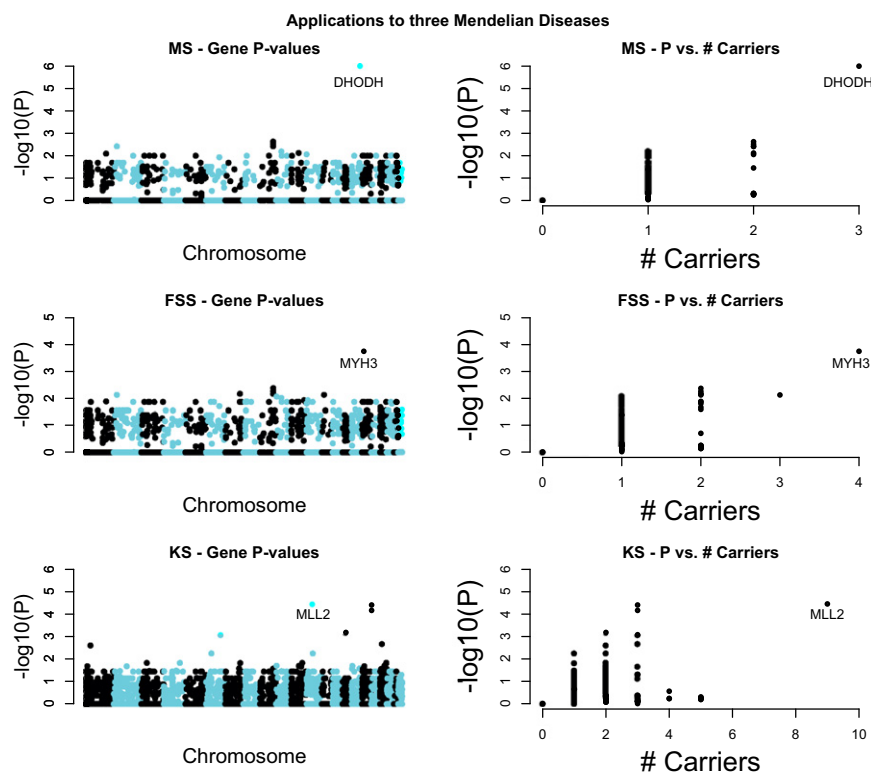 Applications to three Mendelian Diseases
MS - Gene P-values
-log10(P)
6
5
4
3
2
1
0
DHODH
Chromosome
MS - P vs. # Carriers
-log10(P)
6
5
4
3
2
1
0
DHODH
0 1 2 3
# Carriers
FSS - Gene P-values
-log10(P)
5
4
3
2
1
0
MYH3
Chromosome
FSS - P vs. # Carriers
-log10(P)
5
4
3
2
1
0
MYH3
0 1 2 3 4
# Carriers
KS - Gene P-values
-log10(P)
6
5
4
3
2
1
0
MLL2
Chromosome
KS - P vs. # Carriers
-log10(P)
6
5
4
3
2
1
0
MLL2
0 2 4 6 8 10
# Carriers